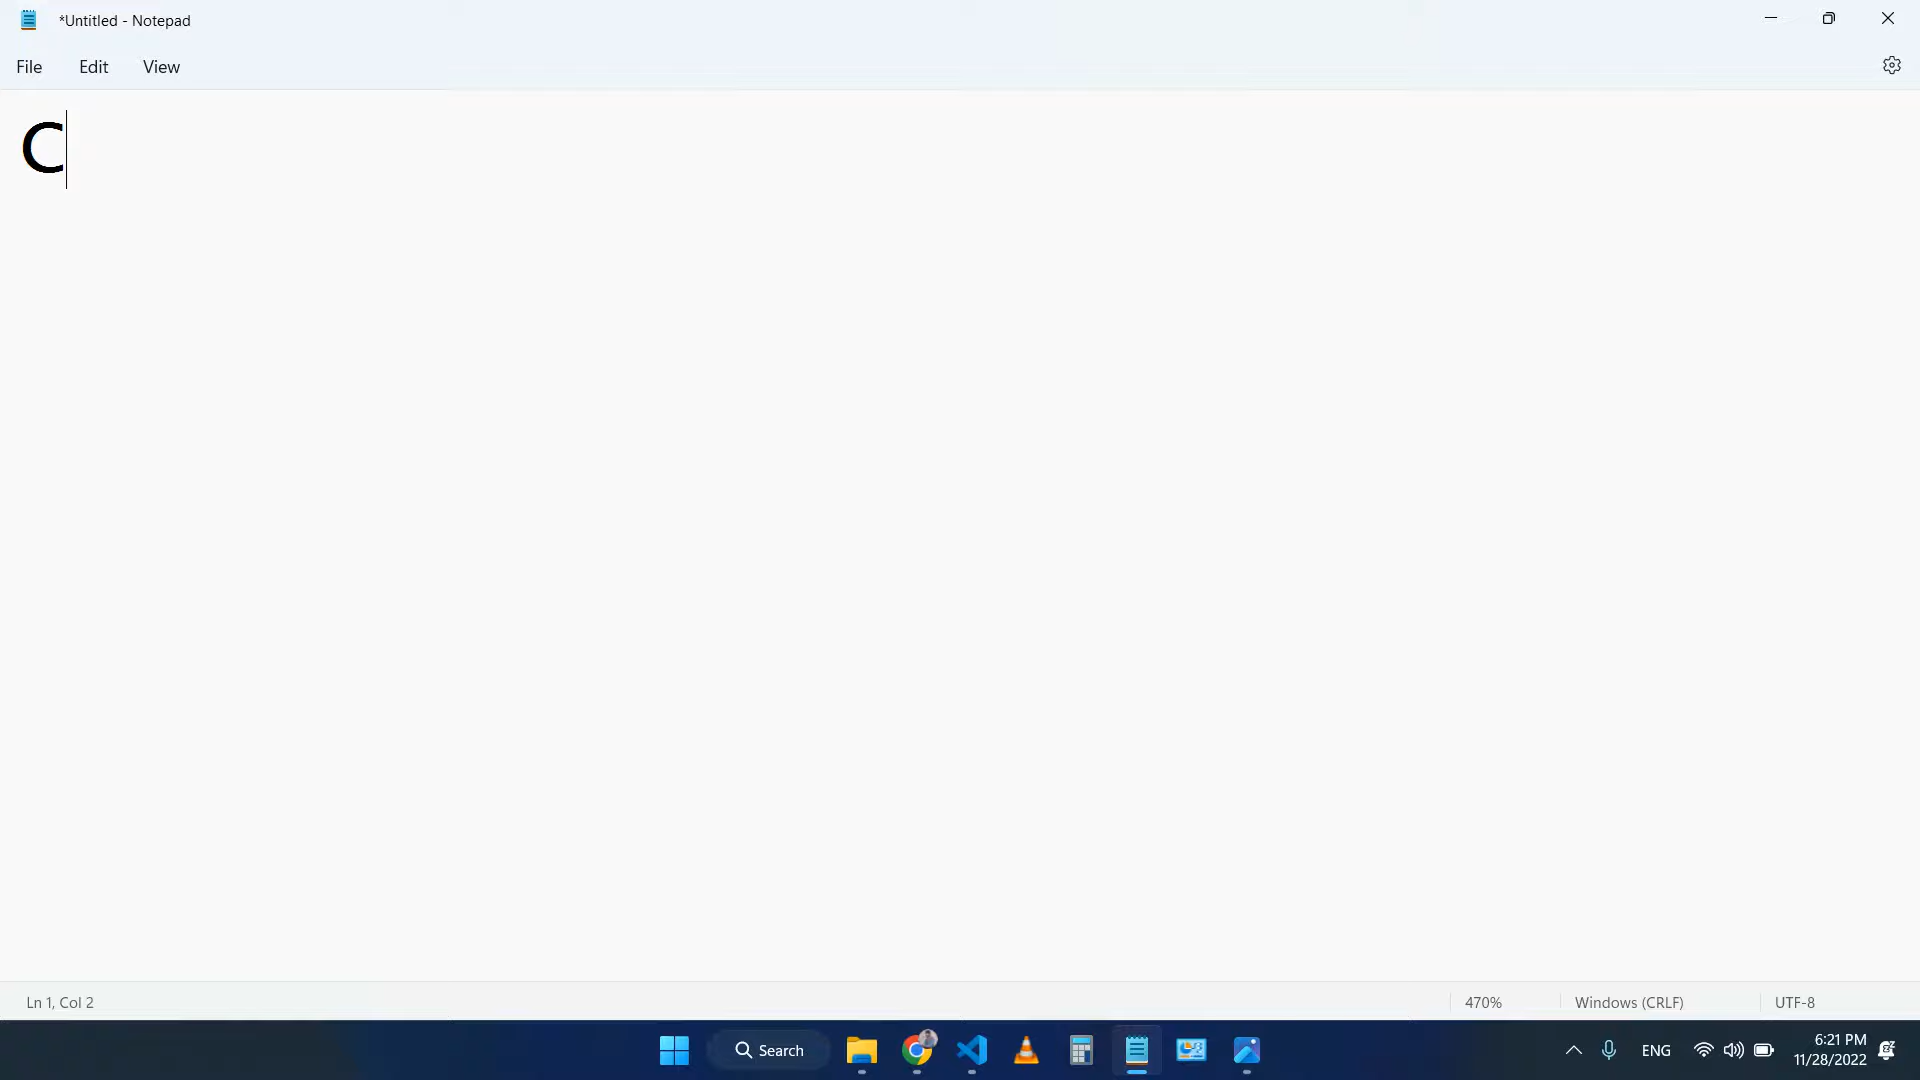 *Untitled - Notepad
File Edit View
C
Ln 1, Col 2 470% Windows (CRLF) UTF-8
Search ENG 6:21 PM
11/28/2022